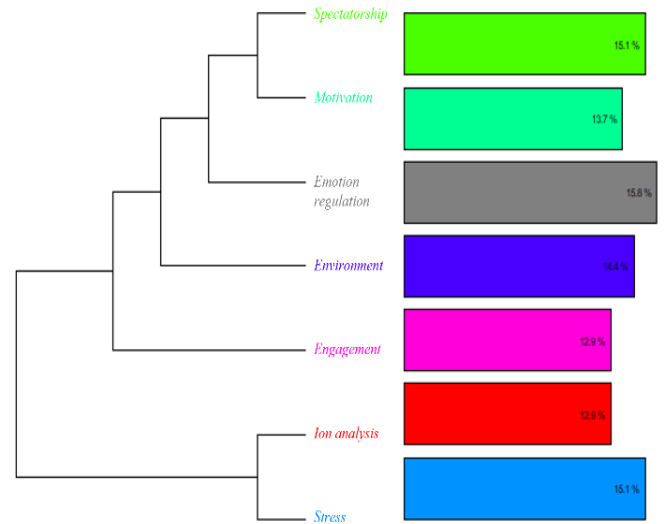 Spectatorship
15.1 %
Motivation
13.7 %
Emotion
regulation
15.8 %
Environment
14.4 %
Engagement
12.9 %
Ion analysis
12.9 %
Stress
15.1 %